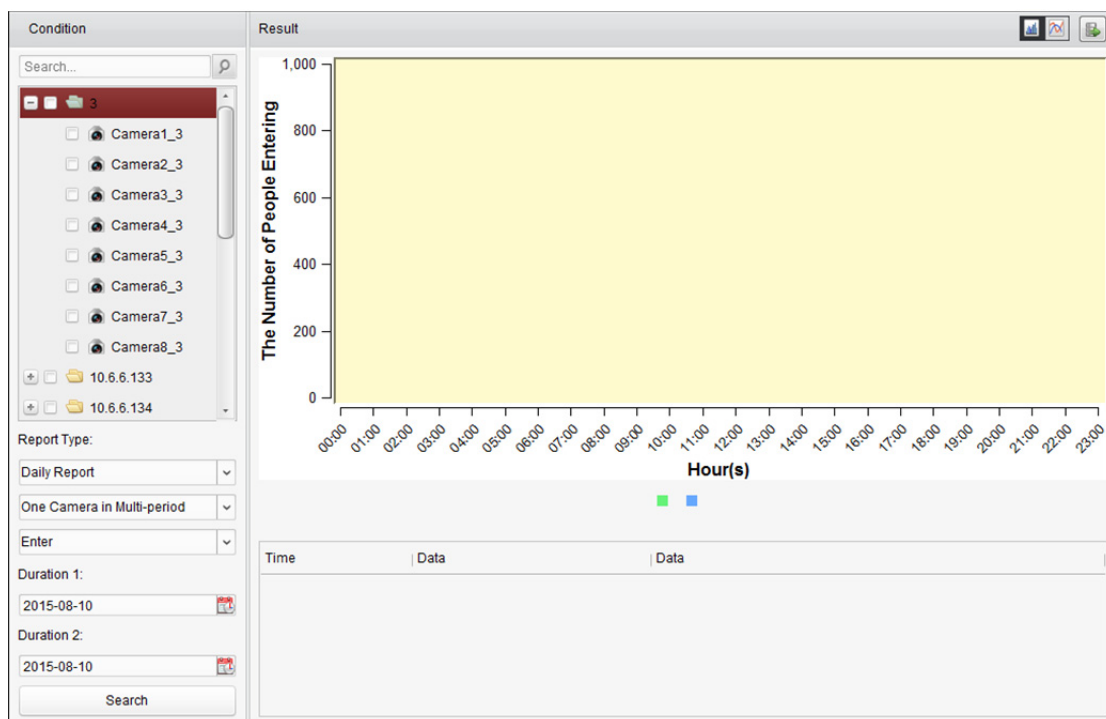 Condition
Search...
3
Camera1_3
Camera2_3
Camera3_3
Camera4_3
Camera5_3
Camera6_3
Camera7_3
Camera8_3
10.6.6.133
10.6.6.134
Report Type:
Daily Report
One Camera in Multi-period
Enter
Duration 1:
2015-08-10
Duration 2:
2015-08-10
Search
Result
The Number of People Entering
1,000
800
600
400
200
0
00:00 01:00 02:00 03:00 04:00 05:00 06:00 07:00 08:00 09:00 10:00 11:00 12:00 13:00 14:00 15:00 16:00 17:00 18:00 19:00 20:00 21:00 22:00 23:00
Hour(s)
Time Data Data